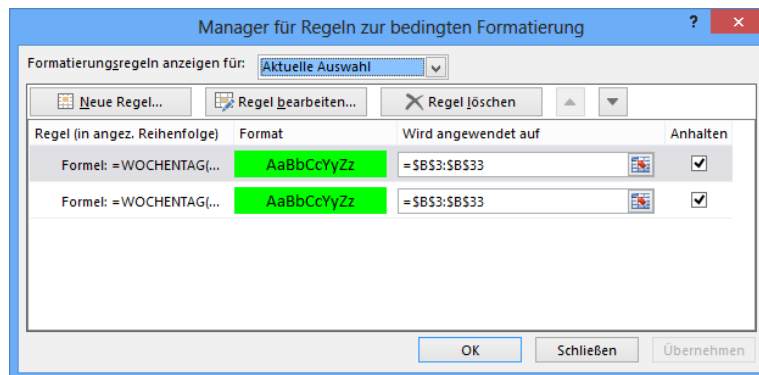 Manager für Regeln zur bedingten Formatierung ? ×
Formatierungsregeln anzeigen für: Aktuelle Auswahl
Neue Regel... Regel bearbeiten... Regel löschen
Regel (in angez. Reihenfolge) Format Wird angewendet auf Anhalten
Formel: =WOCHENTAG(... AaBbCcYyZz =$B$3:$B$33
Formel: =WOCHENTAG(... AaBbCcYyZz =$B$3:$B$33
OK Schließen Übernehmen